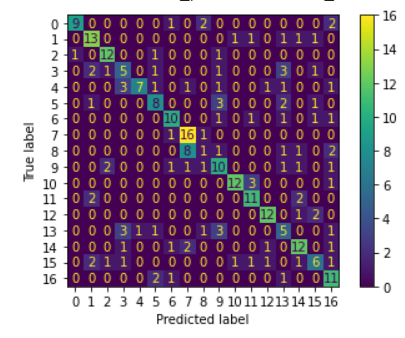 0 9 0 0 0 0 0 1 0 2 0 0 0 0 0 0 0 2
1 0 13 0 0 0 0 0 0 0 0 1 1 0 1 1 1 0
2 1 0 12 0 0 1 0 0 0 1 0 0 0 0 0 0 0
3 0 2 1 5 0 1 0 0 0 1 0 0 0 3 0 1 0
4 0 0 0 3 7 1 0 1 0 1 0 0 1 1 0 0 1
5 0 1 0 0 0 8 0 0 0 3 0 0 0 2 0 1 0
6 0 0 0 0 0 0 10 0 0 1 0 1 0 1 0 1 1
7 0 0 0 0 0 0 1 16 1 0 0 0 0 0 0 0 0
8 0 0 0 0 0 0 0 8 1 1 0 0 0 1 1 0 2
9 0 0 2 0 0 0 1 1 1 10 0 0 0 1 1 0 1
10 0 0 0 0 0 0 0 0 0 0 12 3 0 0 0 0 1
11 0 2 0 0 0 0 0 0 0 0 0 11 0 0 2 0 0
12 0 0 0 0 0 0 0 0 0 0 0 0 12 0 1 2 0
13 0 0 0 3 1 1 0 0 1 3 0 0 0 5 0 0 1
14 0 0 0 1 0 0 1 2 0 0 0 0 1 0 12 0 1
15 0 2 1 1 0 0 0 0 0 0 1 1 1 0 1 6 1
16 0 0 0 0 0 2 1 0 0 0 0 0 0 1 0 0 11
0 1 2 3 4 5 6 7 8 9 10 11 12 13 14 15 16
Predicted label
True label
16
14
12
10
8
6
4
2
0